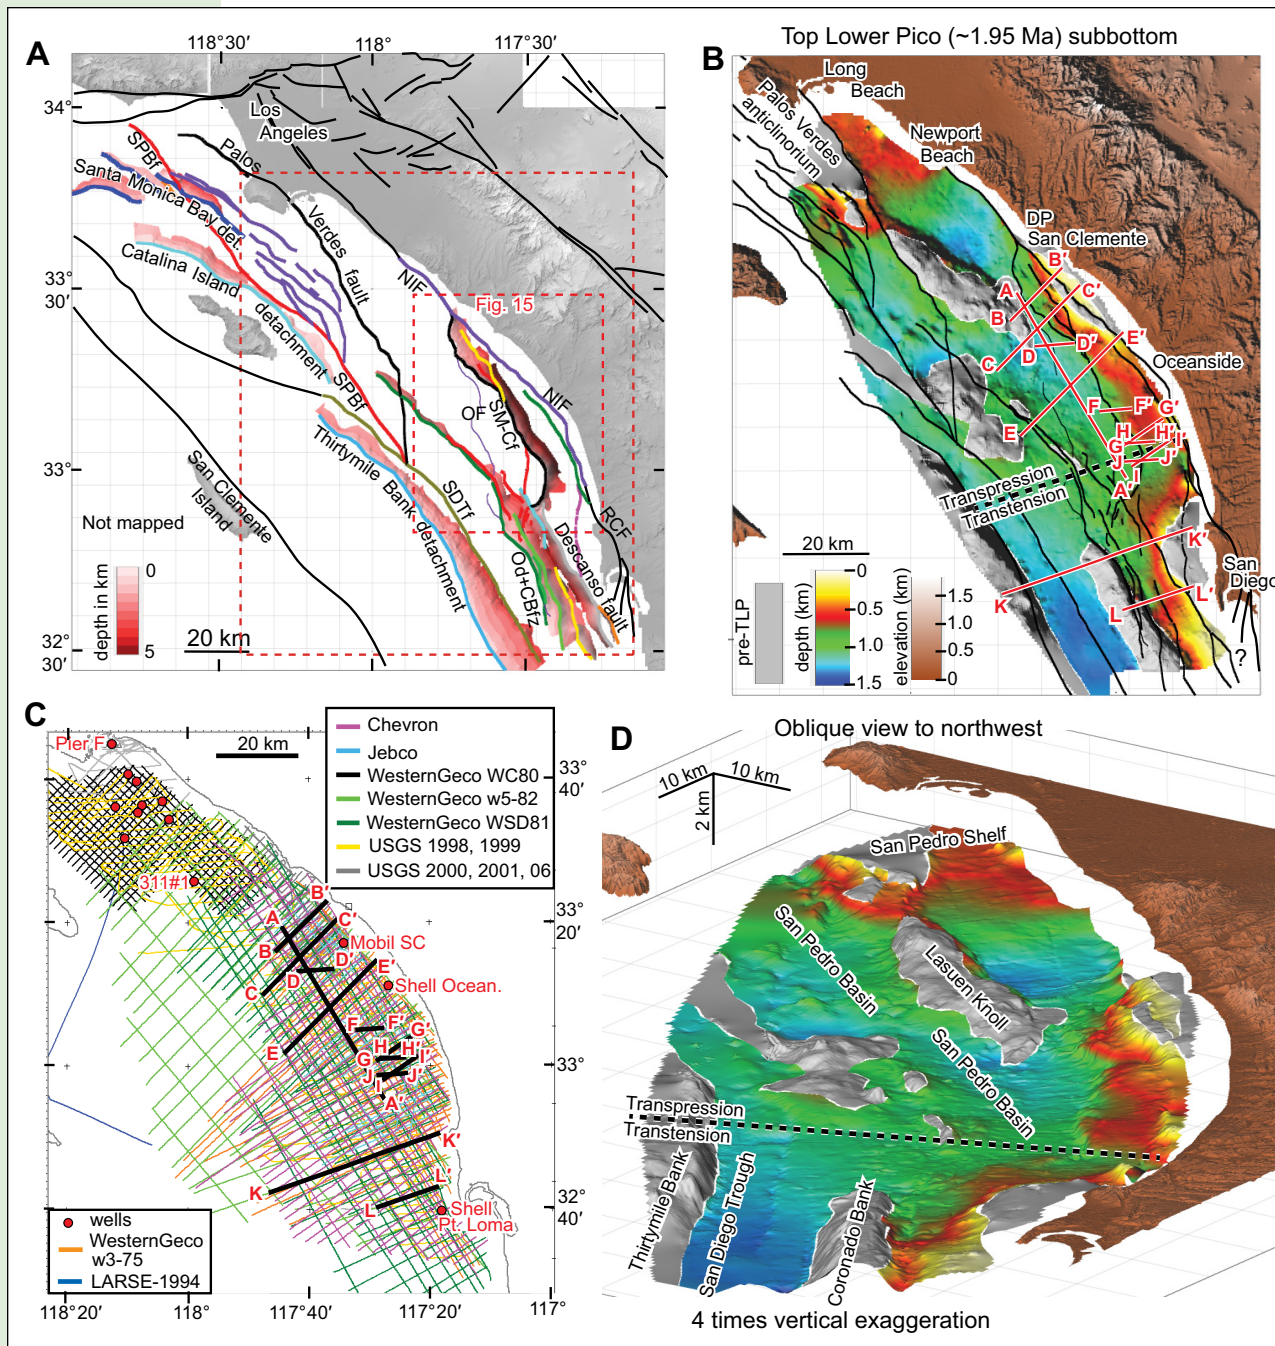 A
118°30′
118°
117°30′
34°
33°
30′
33°
32°
30′
Los
Angeles
SPBf
Palos
Verdes
fault
Santa Monica Bay det.
Catalina Island
detachment
NIF
Fig. 15
SPBf
OF
SM-Cf
NIF
Thirtymile Bank detachment
SDTf
San Clemente
Island
Od+CBfz
Descanso fault
RCF
Not mapped
depth in km
0
5
20 km
Top Lower Pico (~1.95 Ma) subbottom
B
Long
Beach
Palos Verdes
anticlinorium
Newport
Beach
DP
San Clemente
B′
A
C′
B
D
D′
E′
C
Oceanside
F
F′
G′
E
H
H′
G
I′
J
J′
I
A′
Transpression
Transtension
K′
K
San
Diego
L
L′
?
20 km
pre-TLP
depth (km)
0
0.5
1.0
1.5
elevation (km)
1.5
1.0
0.5
0
C
Pier F
20 km
Chevron
Jebco
WesternGeco WC80
WesternGeco w5-82
WesternGeco WSD81
USGS 1998, 1999
USGS 2000, 2001, 06
33°
40′
311#1
B′
A
C′
33°
20′
B
Mobil SC
D′
E′
D
C
Shell Ocean.
F
F′
G′
E
H
H′
G
I′
33°
J
J′
I
A′
K′
K
L′
L
Shell
Pt. Loma
32°
40′
wells
WesternGeco
w3-75
LARSE-1994
118°20′
118°
117°40′
117°20′
117°
D
Oblique view to northwest
10 km
10 km
2 km
San Pedro Shelf
San Pedro Basin
Lasuen Knoll
San Pedro Basin
Transpression
Transtension
Thirtymile Bank
San Diego Trough
Coronado Bank
4 times vertical exaggeration